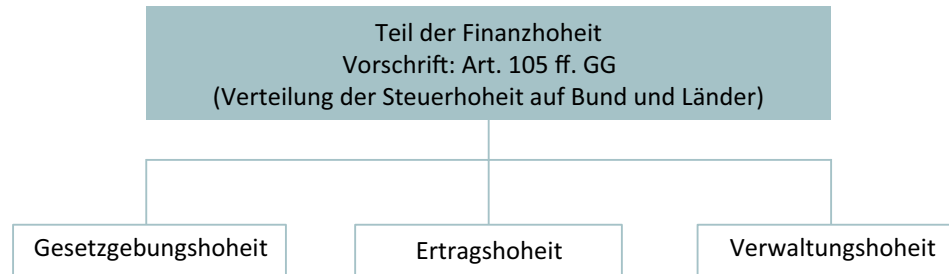 Teil der Finanzhoheit
Vorschrift: Art. 105 ff. GG
(Verteilung der Steuerhoheit auf Bund und Länder)
Gesetzgebungshoheit
Ertragshoheit
Verwaltungshoheit